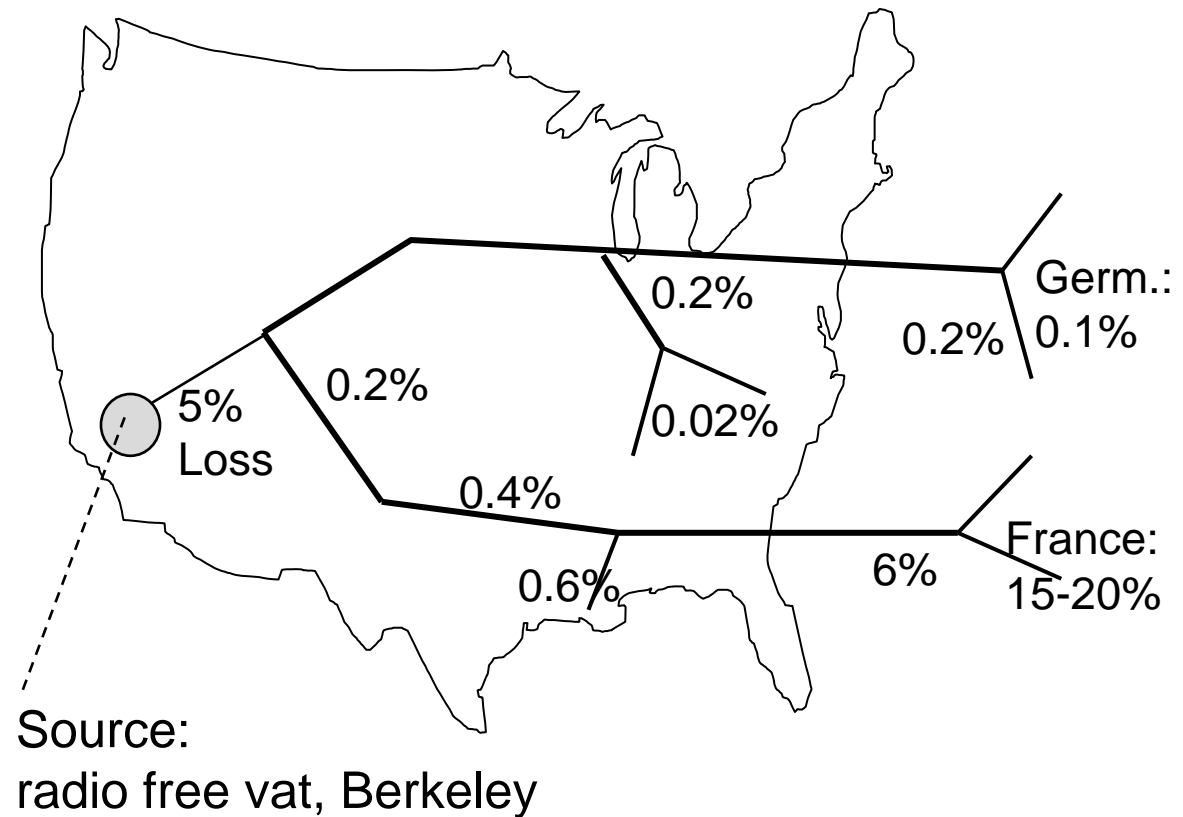 0.2%
Germ.:
0.2%
0.1%
0.2%
5%
Loss
0.02%
0.4%
France:
0.6%
6%
15-20%
Source:
radio free vat, Berkeley